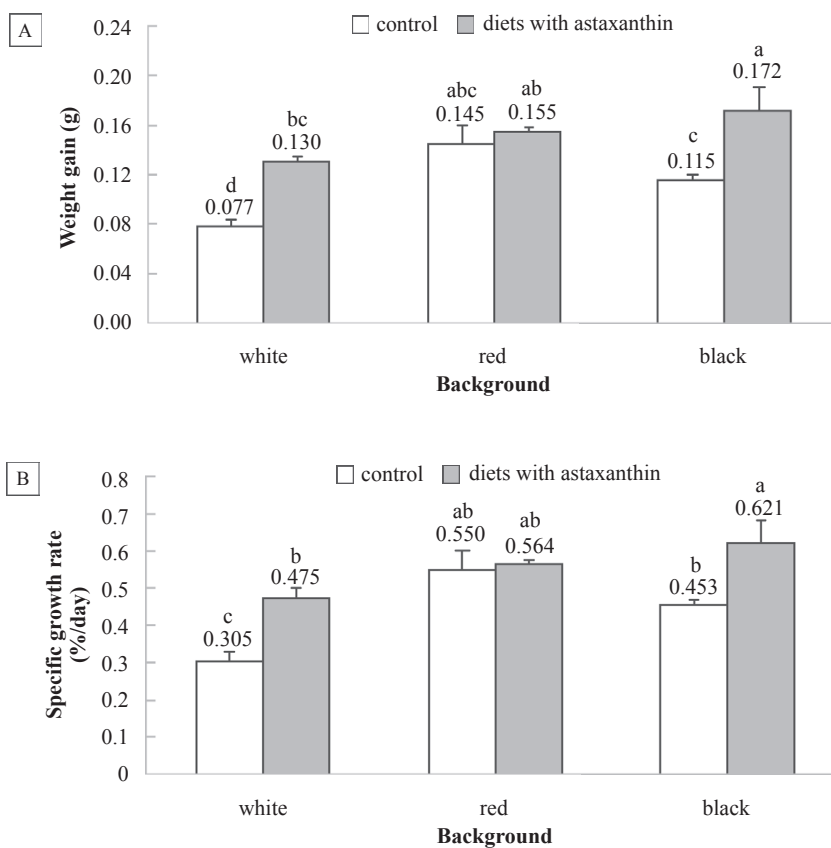 A
control diets with astaxanthin
Weight gain (g)
0.24
0.20
0.16
0.12
0.08
0.04
0.00
d
0.077
bc
0.130
abc
0.145
ab
0.155
c
0.115
a
0.172
white red black
Background
B
control diets with astaxanthin
Specific growth rate
(%/day)
0.8
0.7
0.6
0.5
0.4
0.3
0.2
0.1
0
c
0.305
b
0.475
ab
0.550
ab
0.564
b
0.453
a
0.621
white red black
Background